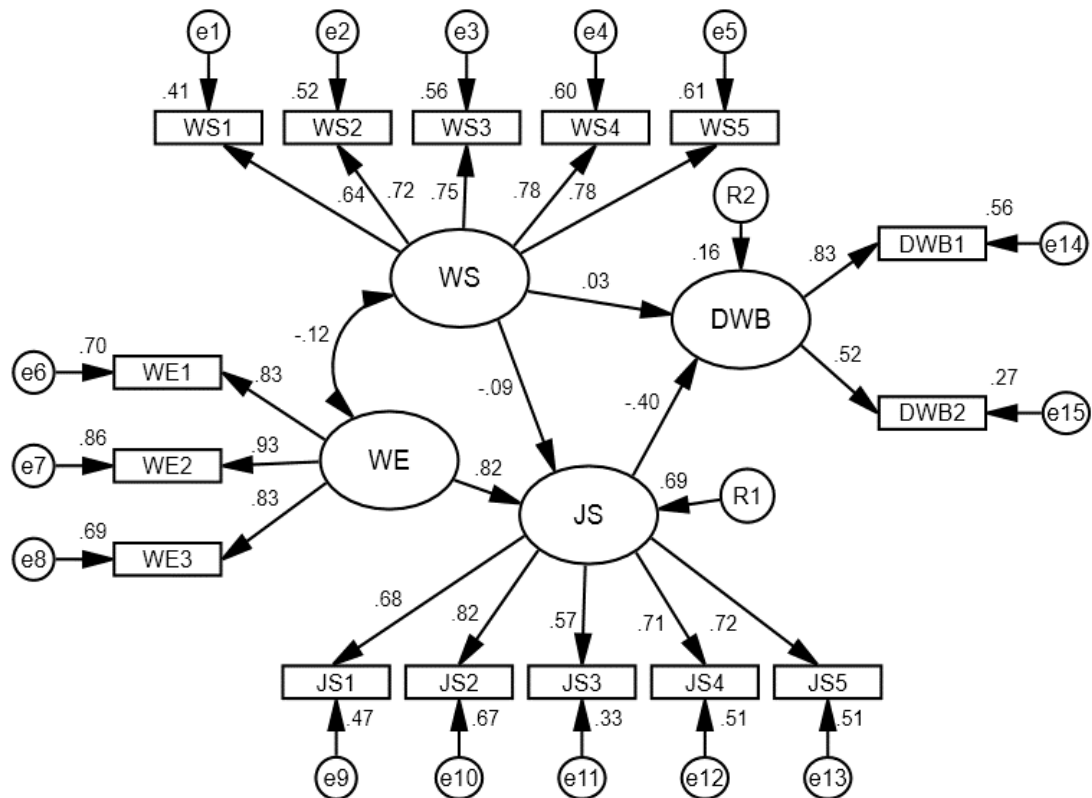 e1 e2 e3 e4 e5
.41 .52 .56 .60 .61
WS1 WS2 WS3 WS4 WS5
.64 .72 .75 .78 .78
R2
.16
.56
DWB1 e14
.83
WS
.03
DWB
-.12
.52
.27
DWB2 e15
.70
e6 WE1 .83
-.09
-.40
.86
e7 WE2 .93
WE .82
.69
e8 WE3 .83
.69
R1
JS
.68 .82 .57 .71 .72
JS1 JS2 JS3 JS4 JS5
.47 .67 .33 .51 .51
e9 e10 e11 e12 e13